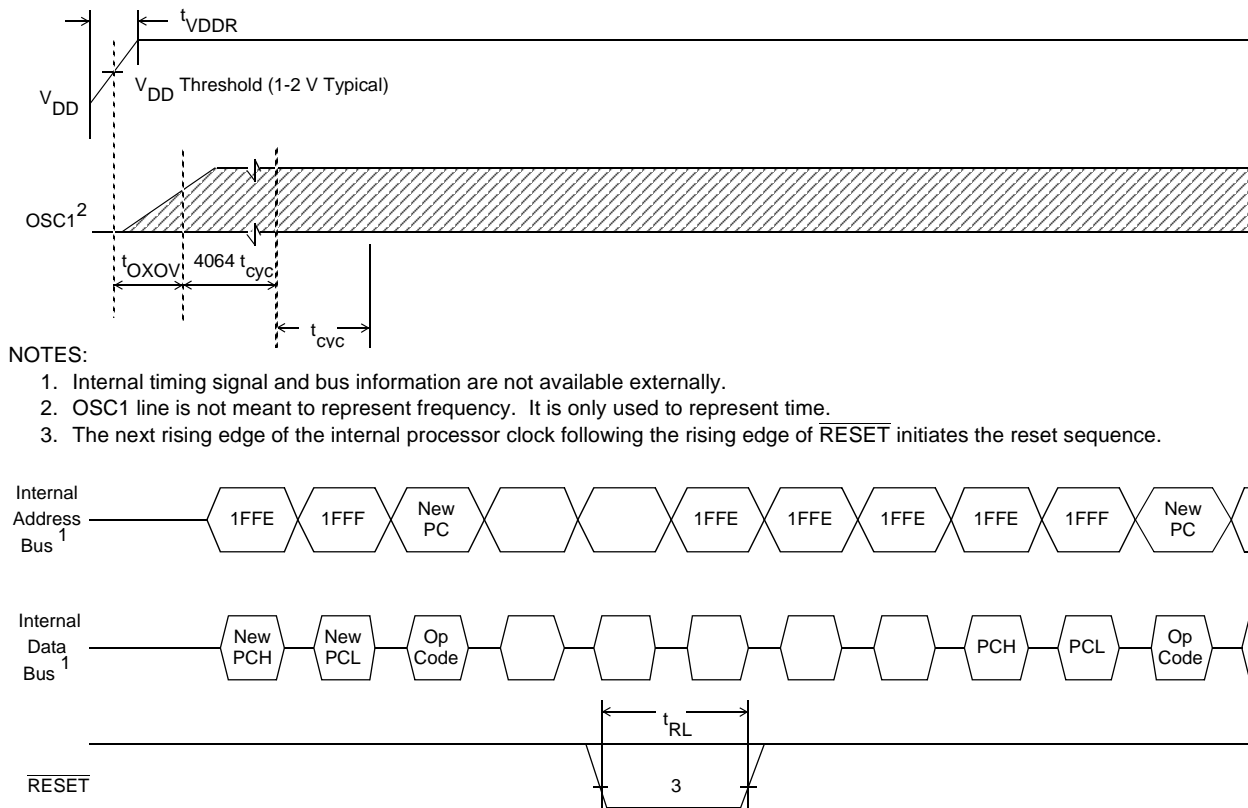 tVDDR
VDD Threshold (1-2 V Typical)
VDD
OSC1²
tOXOV 4064 tcyc
tcyc
NOTES:
1. Internal timing signal and bus information are not available externally.
2. OSC1 line is not meant to represent frequency. It is only used to represent time.
3. The next rising edge of the internal processor clock following the rising edge of RESET initiates the reset sequence.
Internal
Address
Bus 1
1FFE 1FFF New PC 1FFE 1FFE 1FFE 1FFE 1FFF New PC
Internal
Data
Bus 1
New PCH New PCL Op Code PCH PCL Op Code
tRL
RESET 3